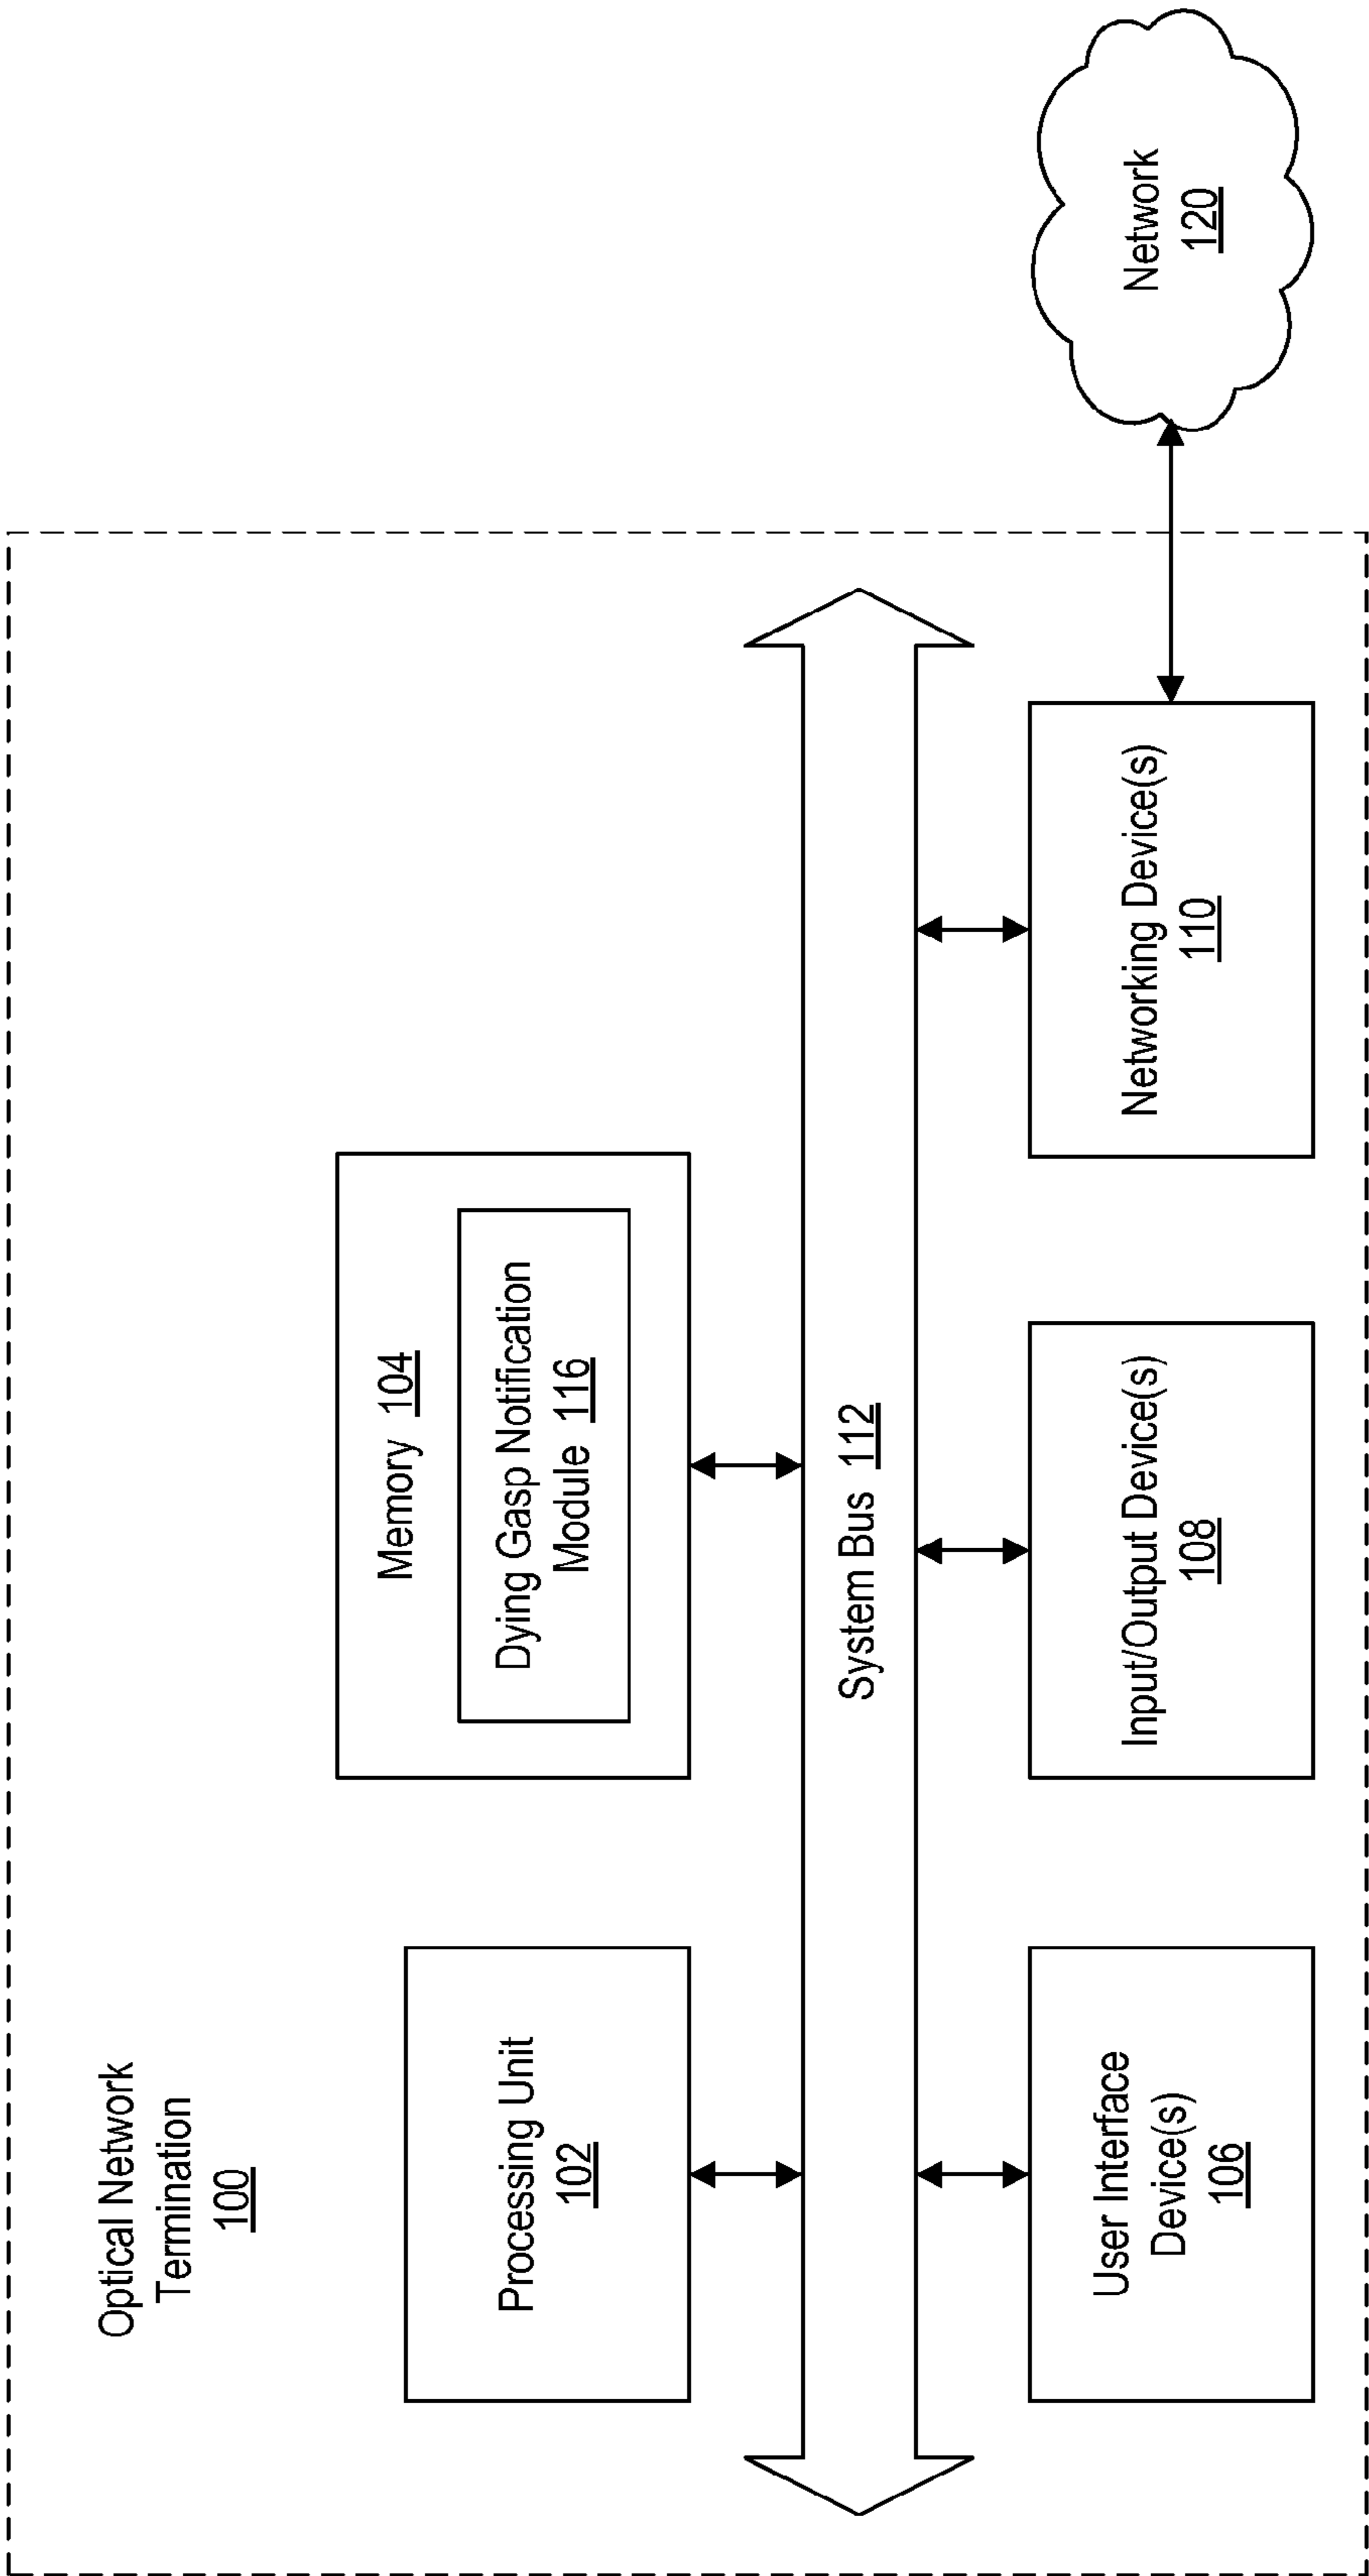 Optical Network
Termination
100
Processing Unit
102
Memory 104
Dying Gasp Notification
Module 116
System Bus 112
User Interface
Device(s)
106
Input/Output Device(s)
108
Networking Device(s)
110
Network
120